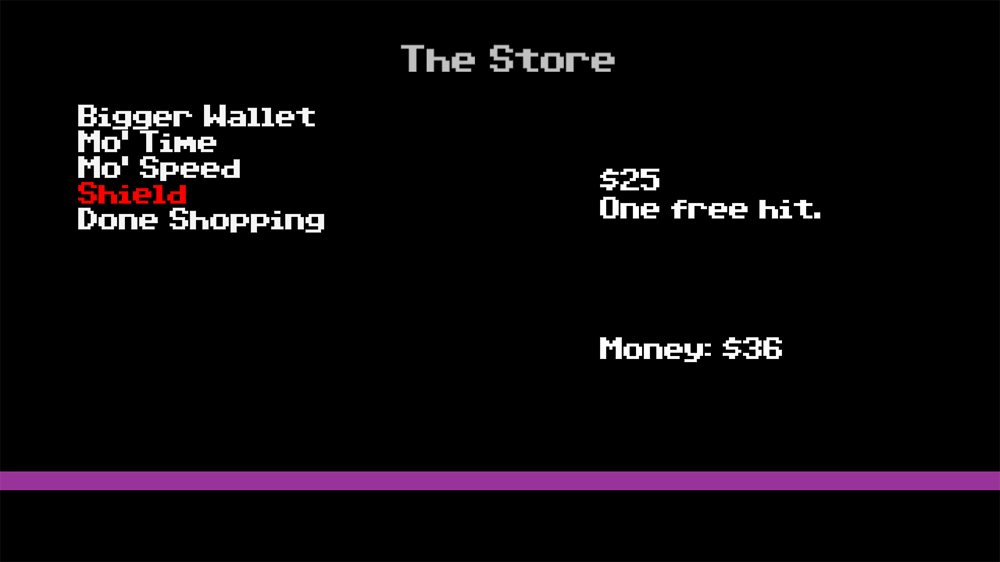 The Store
Bigger Wallet
Mo' Time
Mo' Speed
Shield
Done Shopping
$25
One free hit.
Money: $36